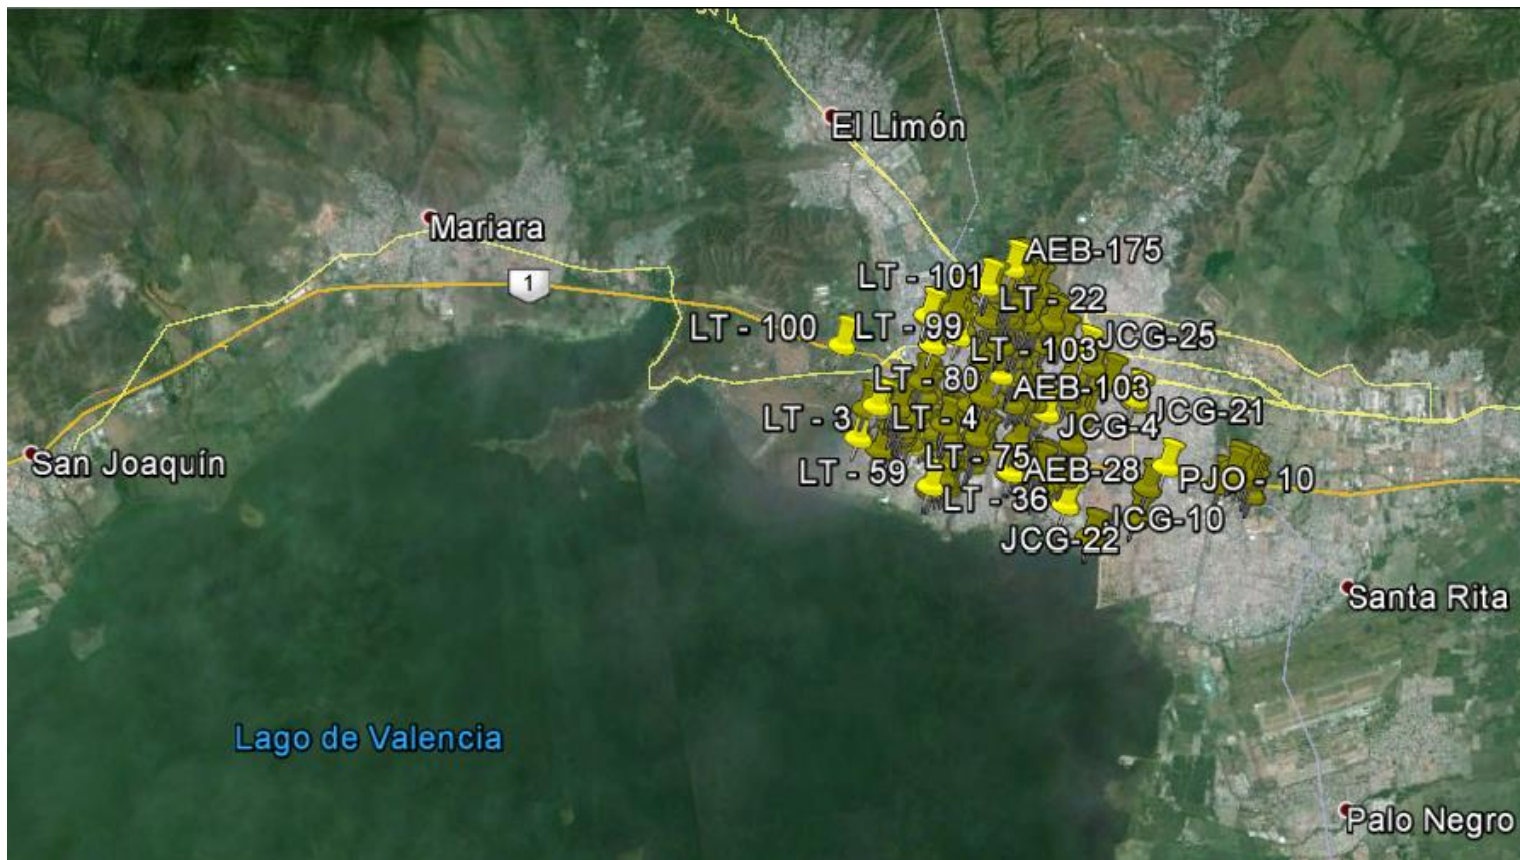 El Limón
Mariara
AEB-175
LT - 101
1
LT - 22
LT - 100
LT - 99
JCG-25
LT - 103
LT - 80
AEB-103
JCG-21
LT - 3
LT - 4
JCG-4
San Joaquín
LT - 75
LT - 59
AEB-28
PJO - 10
LT - 36
JCG-10
JCG-22
Santa Rita
Lago de Valencia
Palo Negro